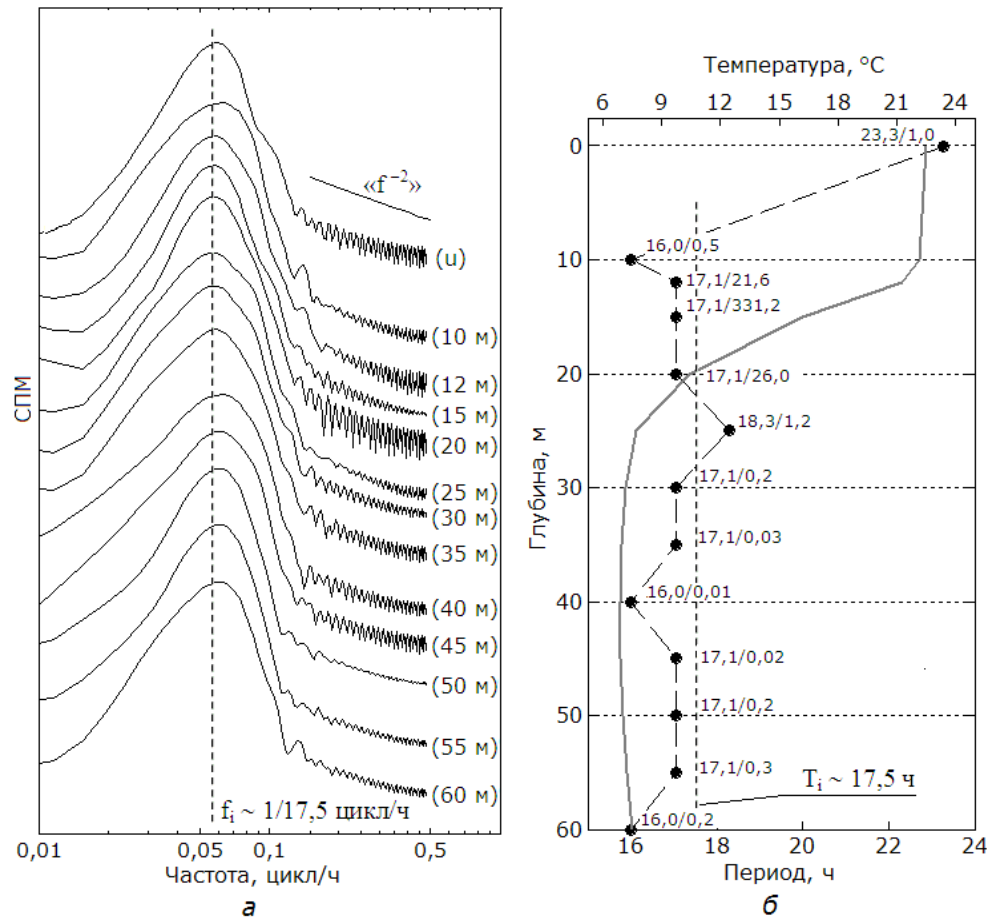 СПМ
«f⁻²»
(u)
(10 м)
(12 м)
(15 м)
(20 м)
(25 м)
(30 м)
(35 м)
(40 м)
(45 м)
(50 м)
(55 м)
(60 м)
fᵢ ~ 1/17,5 цикл/ч
0,01 0,05 0,1 0,5
Частота, цикл/ч
а
Температура, °C
6 9 12 15 18 21 24
Глубина, м
0
10
20
30
40
50
60
23,3/1,0
16,0/0,5
17,1/21,6
17,1/331,2
17,1/26,0
18,3/1,2
17,1/0,2
17,1/0,03
16,0/0,01
17,1/0,02
17,1/0,2
17,1/0,3
Tᵢ ~ 17,5 ч
16,0/0,2
16 18 20 22 24
Период, ч
б